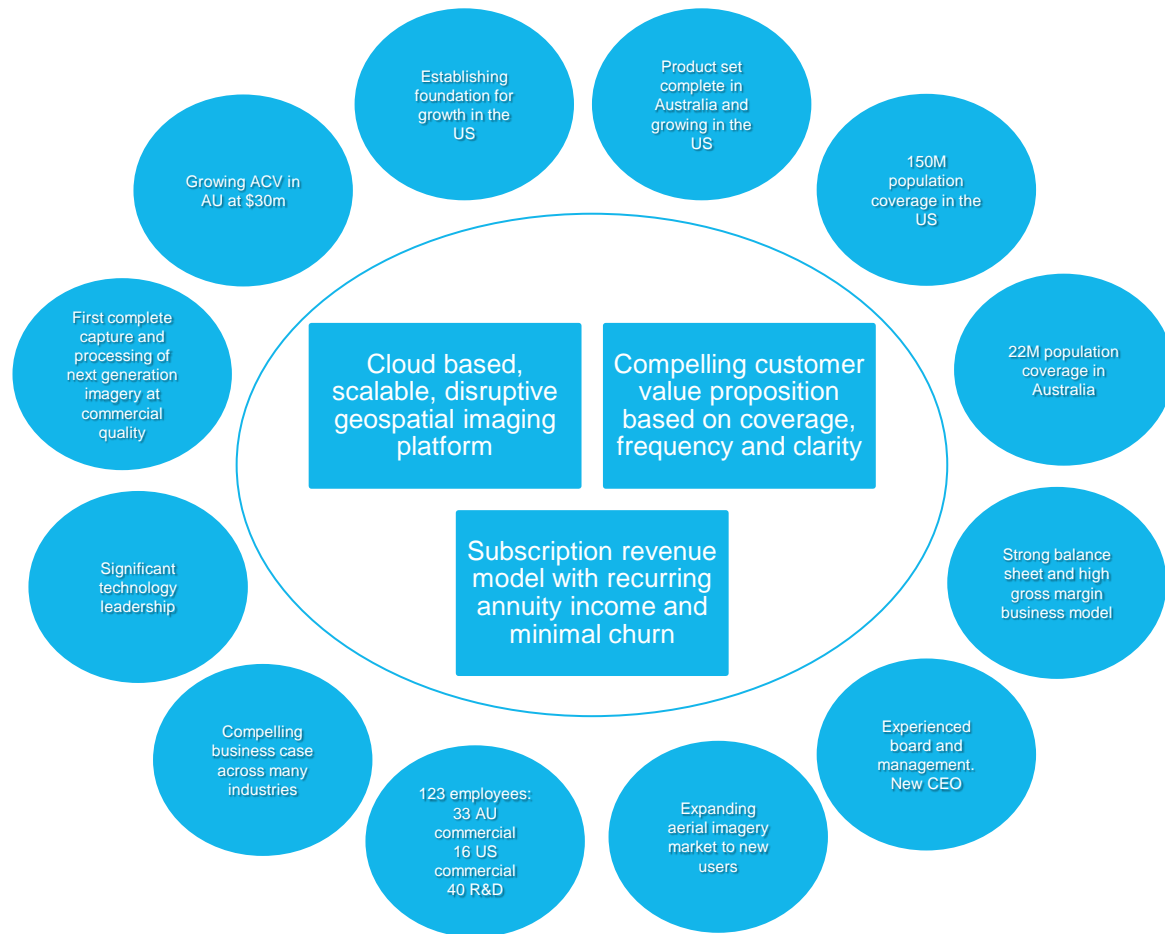 Establishing
foundation for
growth in the
US
Product set
complete in
Australia and
growing in the
US
150M
population
coverage in the
US
22M population
coverage in
Australia
Strong balance
sheet and high
gross margin
business model
Experienced
board and
management.
New CEO
Expanding
aerial imagery
market to new
users
123 employees:
33 AU
commercial
16 US
commercial
40 R&D
Compelling
business case
across many
industries
Significant
technology
leadership
First complete
capture and
processing of
next generation
imagery at
commercial
quality
Growing ACV in
AU at $30m
Cloud based,
scalable, disruptive
geospatial imaging
platform
Compelling customer
value proposition
based on coverage,
frequency and clarity
Subscription revenue
model with recurring
annuity income and
minimal churn